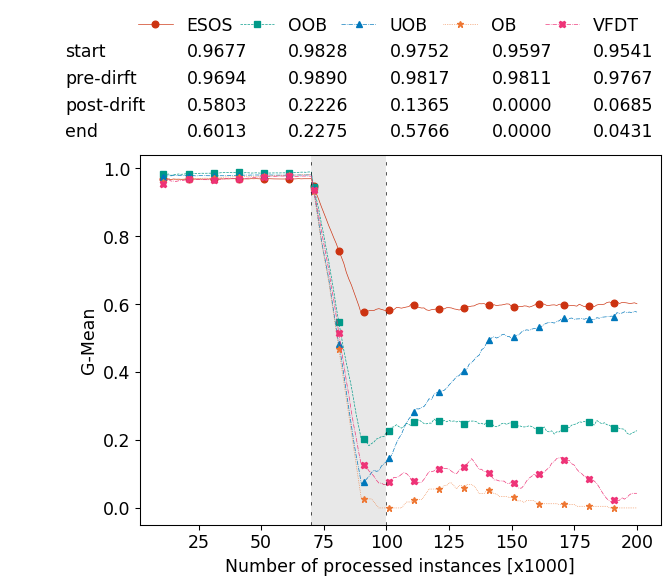 ESOS OOB UOB OB VFDT
start 0.9677 0.9828 0.9752 0.9597 0.9541
pre-dirft 0.9694 0.9890 0.9817 0.9811 0.9767
post-drift 0.5803 0.2226 0.1365 0.0000 0.0685
end 0.6013 0.2275 0.5766 0.0000 0.0431
1.0
0.8
0.6
0.4
0.2
0.0
G-Mean
25 50 75 100 125 150 175 200
Number of processed instances [x1000]